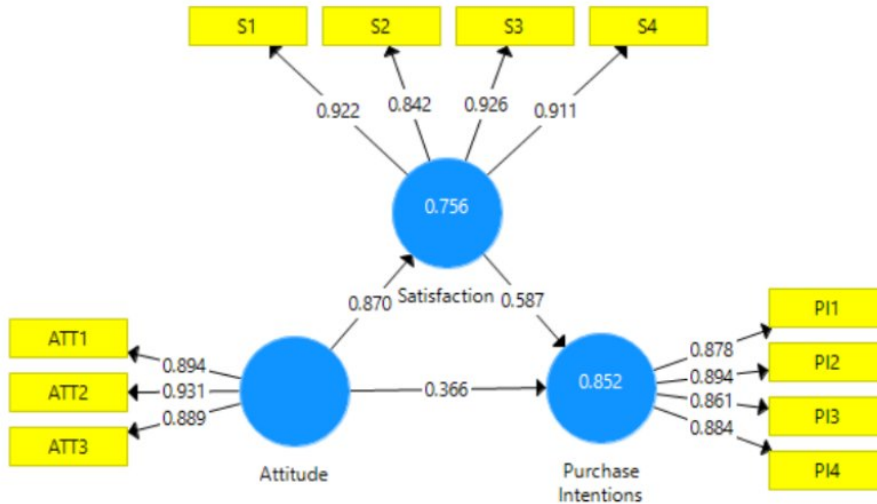 S1 S2 S3 S4
0.922 0.842 0.926 0.911
0.756
0.870 Satisfaction 0.587
ATT1
ATT2
ATT3
0.894
0.931
0.889
0.366
Attitude
0.852
Purchase
Intentions
0.878
0.894
0.861
0.884
PI1
PI2
PI3
PI4